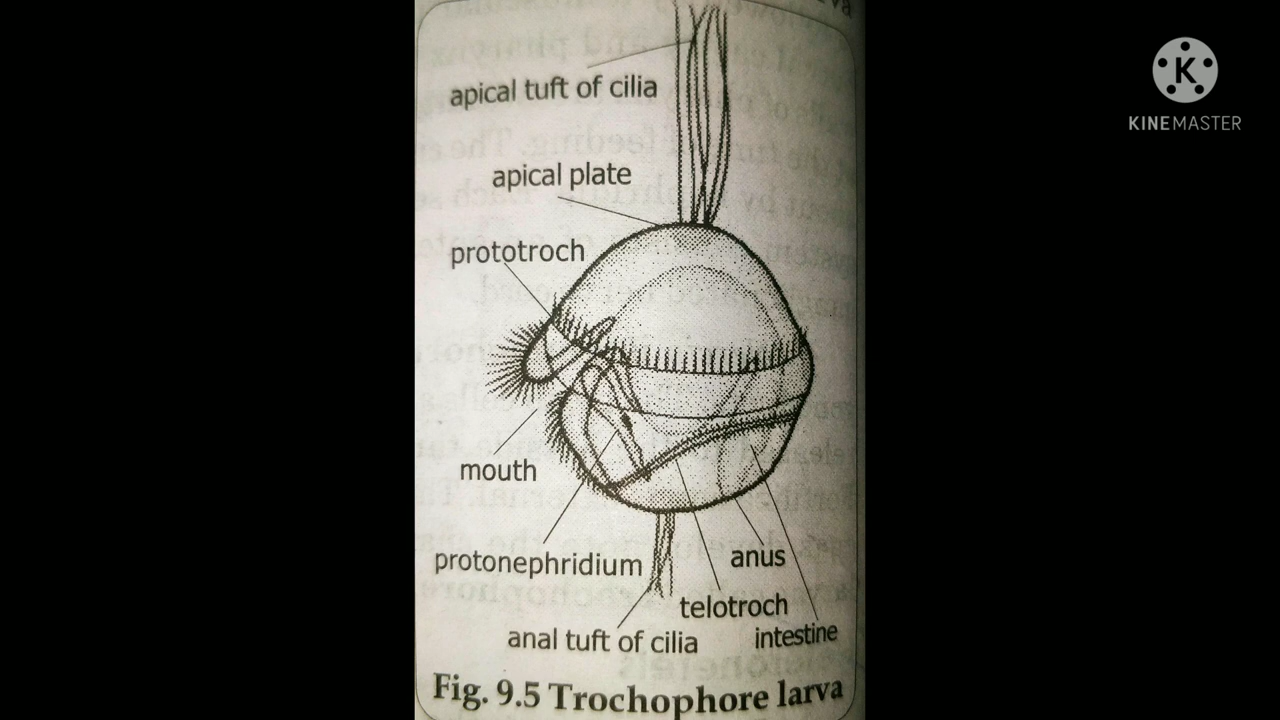 apical tuft of cilia
apical plate
prototroch
mouth
protonephridium
anus
telotroch
anal tuft of cilia
intestine
Fig. 9.5 Trochophore larva
K
KINEMASTER